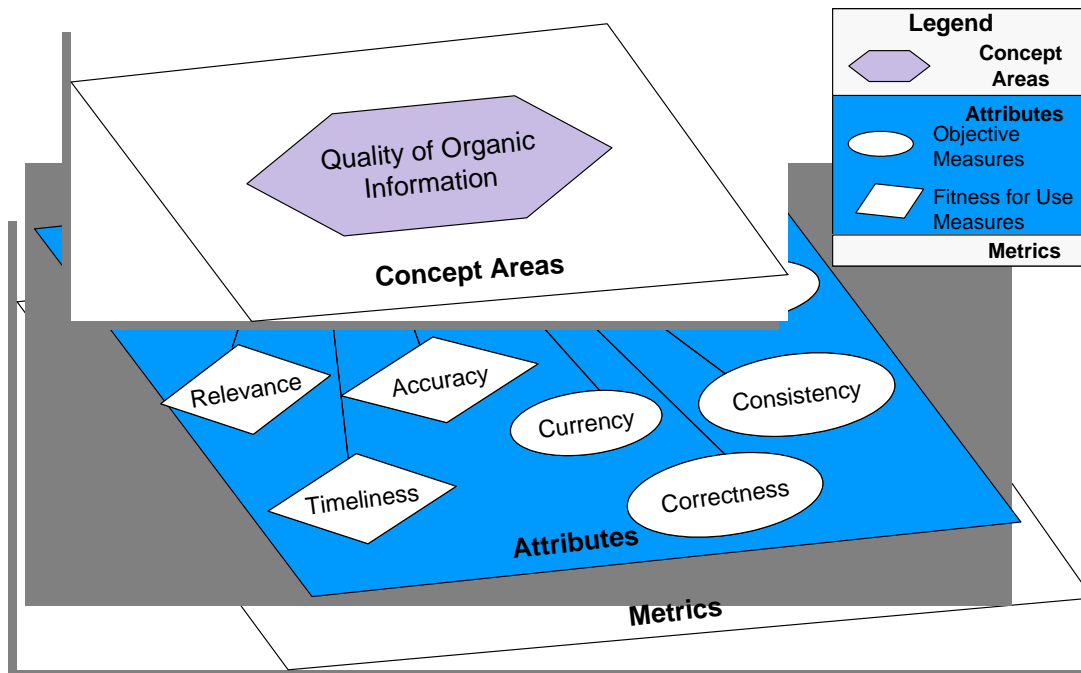 Legend
Concept
Areas
Attributes
Objective
Measures
Fitness for Use
Measures
Metrics
Quality of Organic
Information
Concept Areas
Relevance
Accuracy
Currency
Consistency
Timeliness
Correctness
Attributes
Metrics